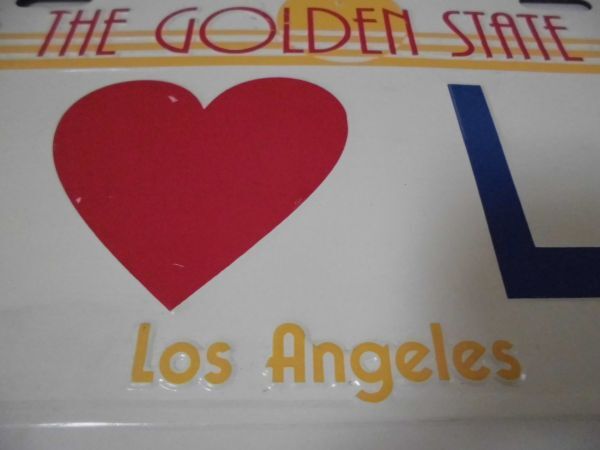 THE GOLDEN STATE
L
Los Angeles